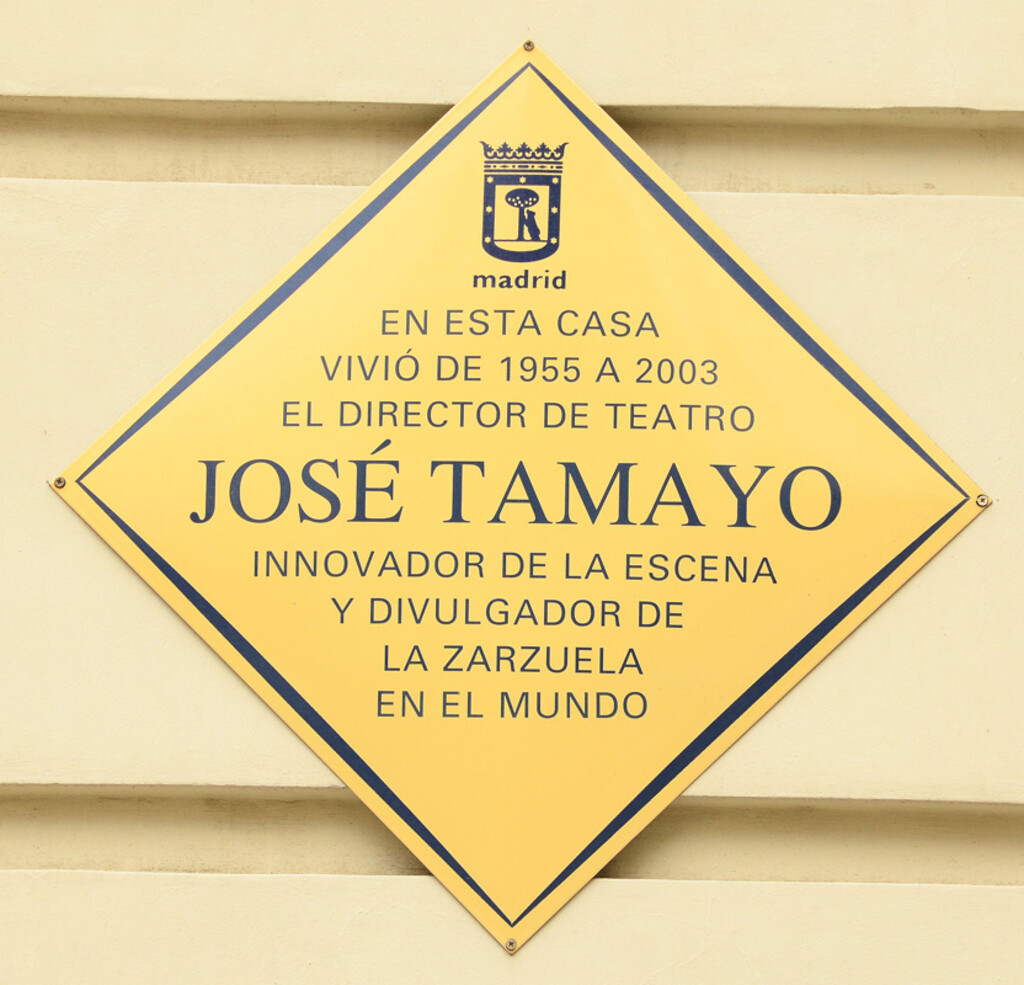 madrid
EN ESTA CASA
VIVIÓ DE 1955 A 2003
EL DIRECTOR DE TEATRO
JOSÉ TAMAYO
INNOVADOR DE LA ESCENA
Y DIVULGADOR DE
LA ZARZUELA
EN EL MUNDO